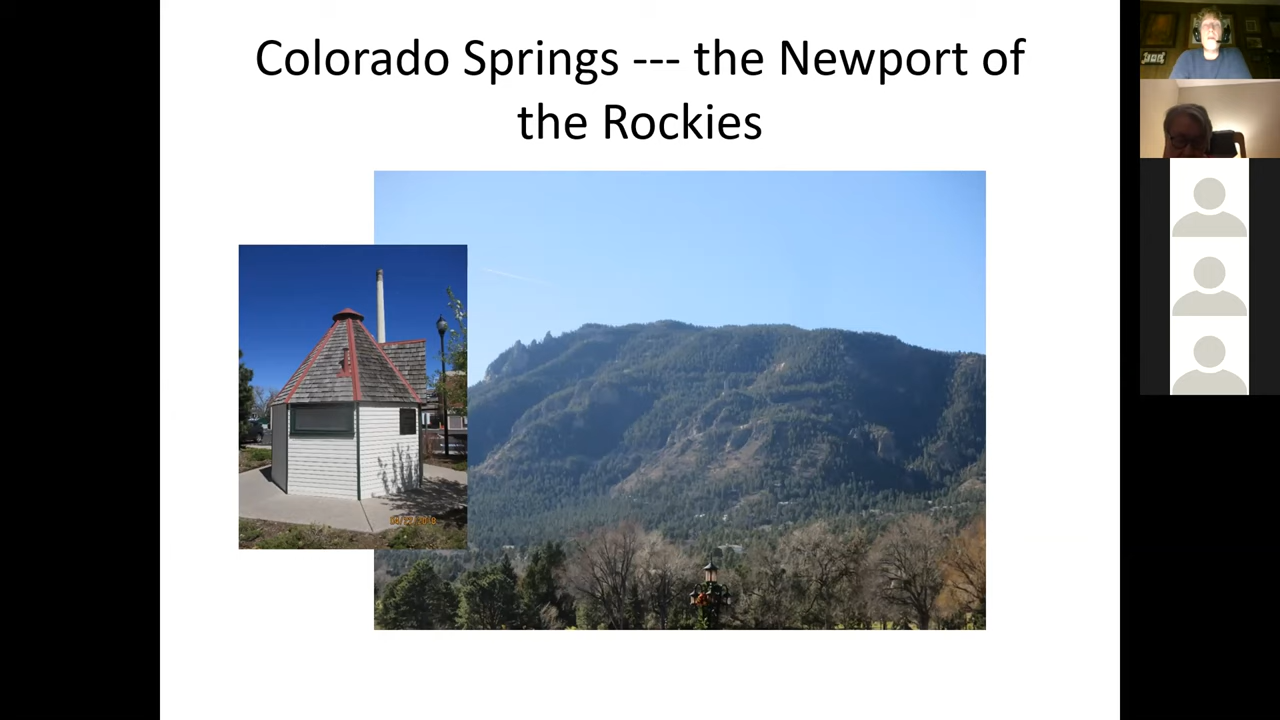 Colorado Springs --- the Newport of
the Rockies